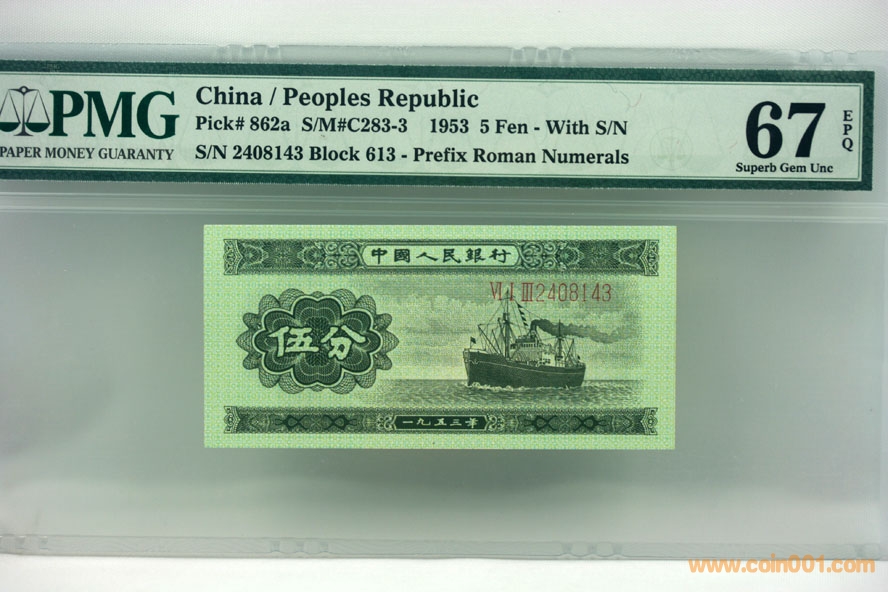 PMG
PAPER MONEY GUARANTY
China / Peoples Republic
Pick# 862a S/M#C283-3 1953 5 Fen - With S/N
S/N 2408143 Block 613 - Prefix Roman Numerals
67
EPQ
Superb Gem Unc
中國人民銀行
VI I III 2408143
伍分
一九五三年
www.coin001.com